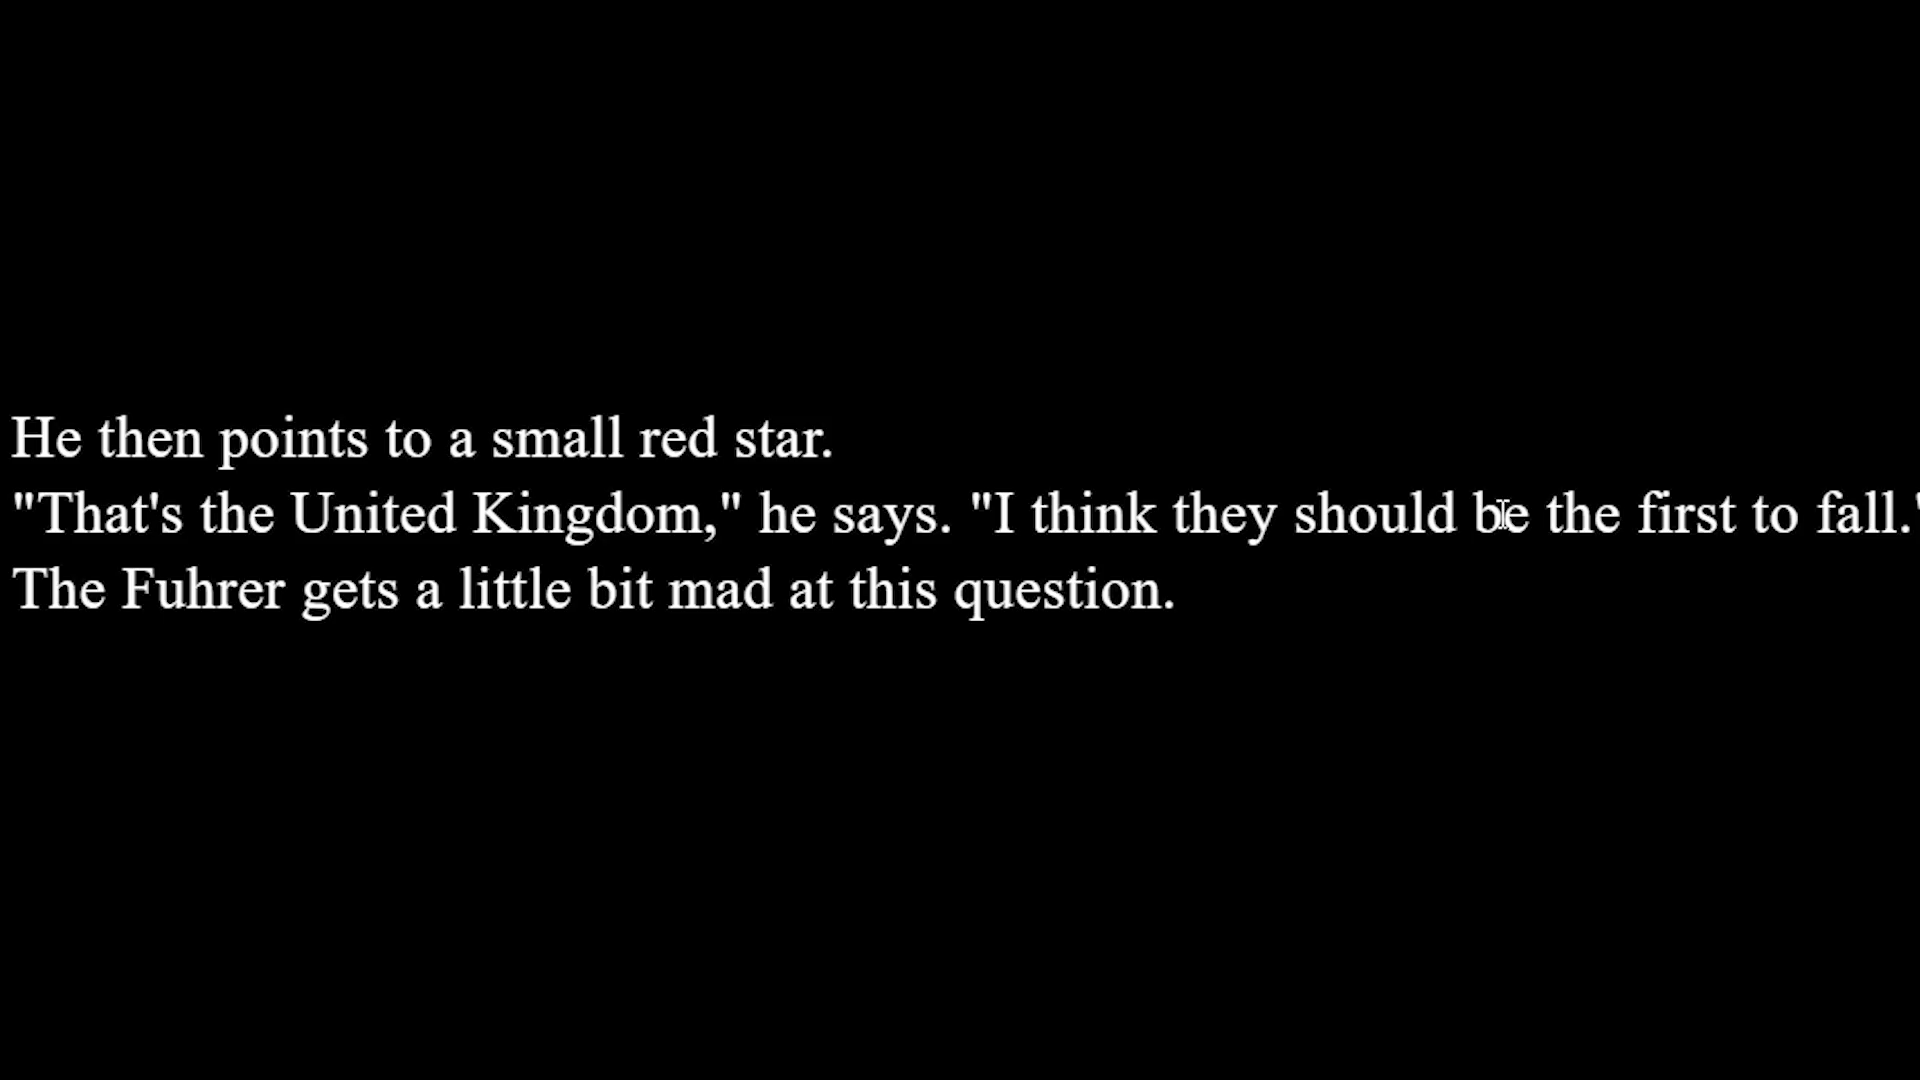 He then points to a small red star.
"That's the United Kingdom," he says. "I think they should be the first to fall."
The Fuhrer gets a little bit mad at this question.